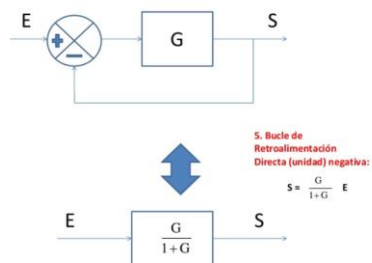 E
+
−
G
S
5. Bucle de
Retroalimentación
Directa (unidad) negativa:
S = G / 1+G E
E
G / 1+G
S